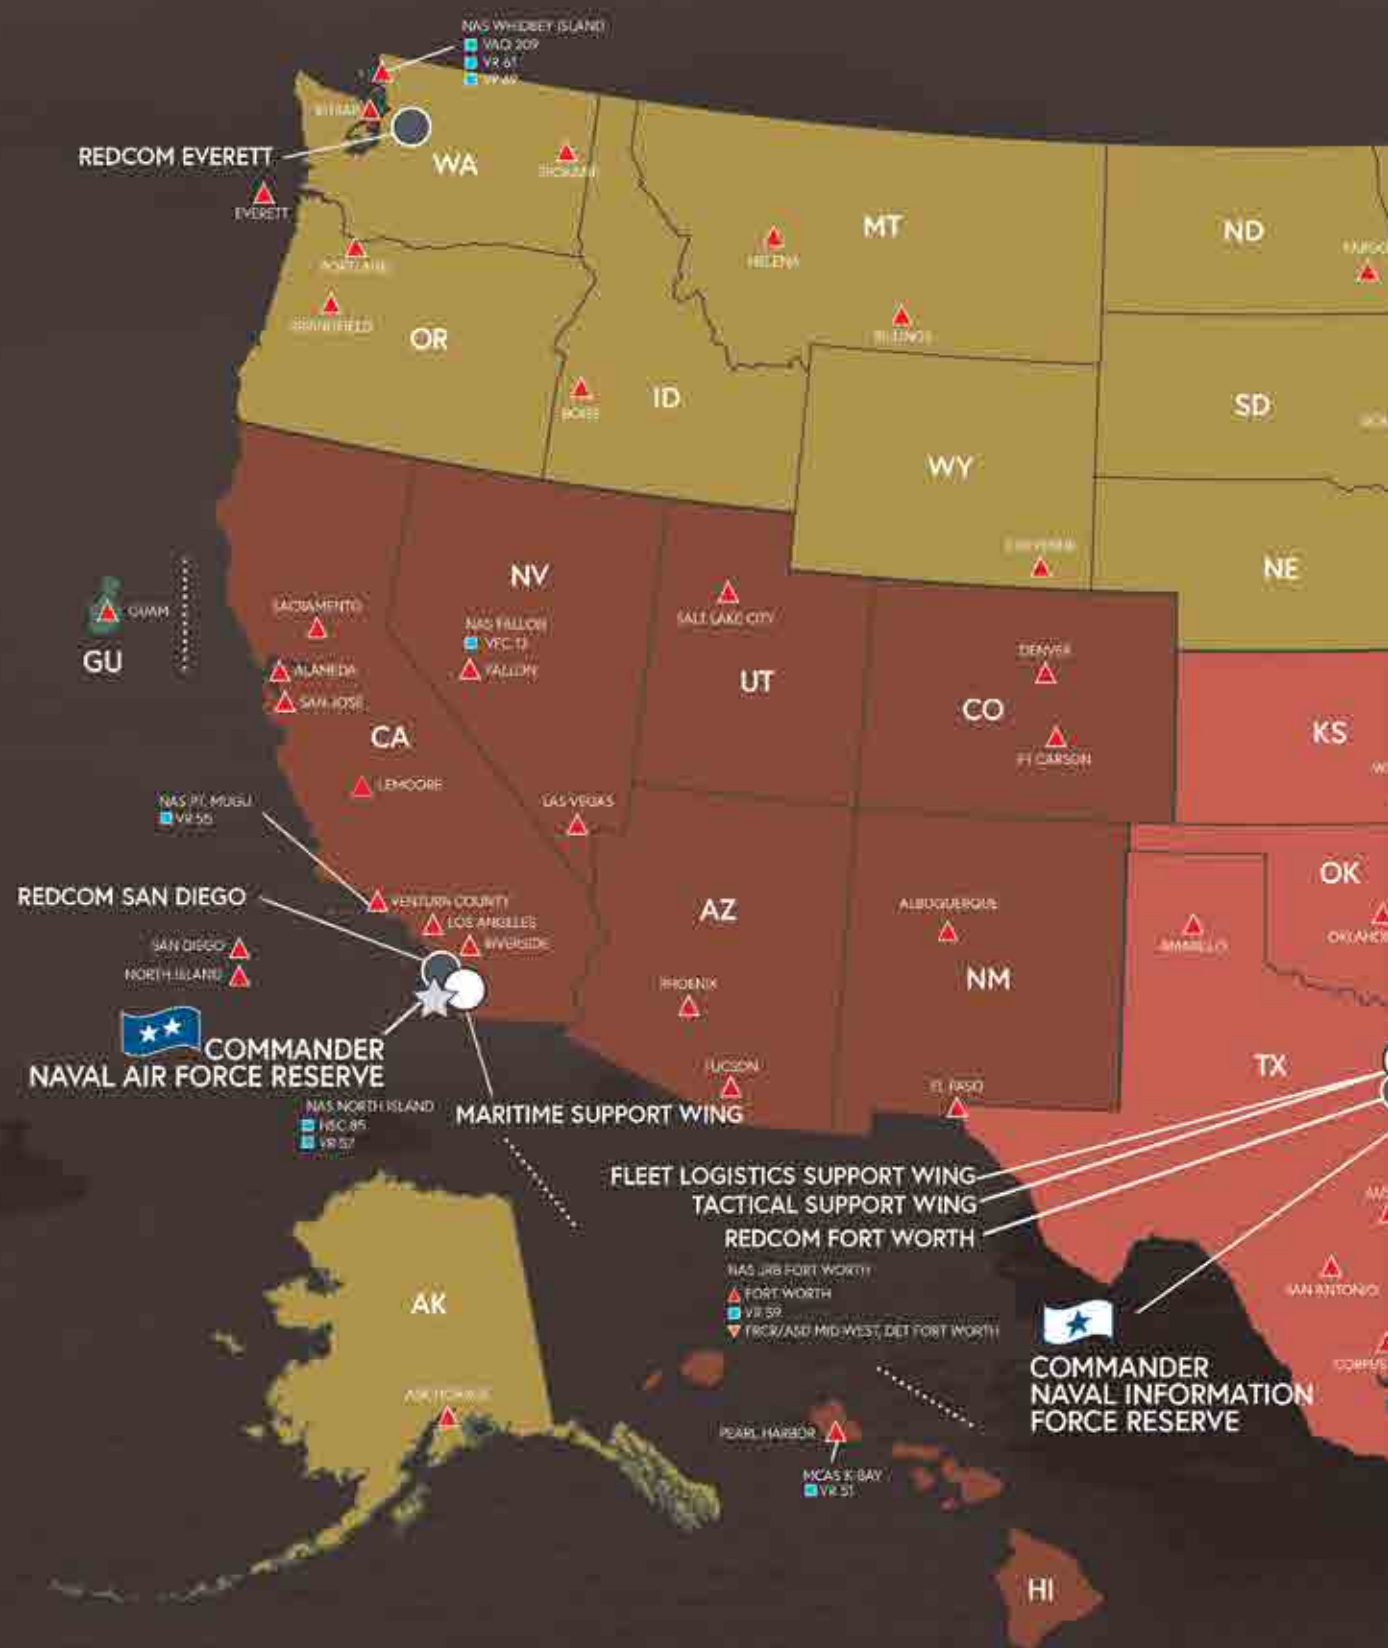 NAS WHIDBEY ISLAND
VAQ 209
VR 61
REDCOM EVERETT
WA
SPOKANE
EVERETT
MT
ND
HELENA
PORTLAND
OR
BILLINGS
BOISE
ID
SD
WY
CHEYENNE
NE
NV
SACRAMENTO
SALT LAKE CITY
NAS FALLON
VFC 13
FALLON
GUAM
GU
ALAMEDA
SAN JOSE
DENVER
UT
CO
CA
KS
FT CARSON
LEMOORE
NAS PT. MUGU
VR 55
LAS VEGAS
OK
REDCOM SAN DIEGO
VENTURA COUNTY
LOS ANGELES
RIVERSIDE
AZ
ALBUQUERQUE
AMARILLO
SAN DIEGO
NORTH ISLAND
PHOENIX
NM
COMMANDER
NAVAL AIR FORCE RESERVE
TUCSON
EL PASO
TX
NAS NORTH ISLAND
HSC 85
VR 57
MARITIME SUPPORT WING
FLEET LOGISTICS SUPPORT WING
TACTICAL SUPPORT WING
REDCOM FORT WORTH
NAS JRB FORT WORTH
FORT WORTH
VR 59
FRCR/ASD MID-WEST, DET FORT WORTH
SAN ANTONIO
AK
ANCHORAGE
COMMANDER
NAVAL INFORMATION
FORCE RESERVE
PEARL HARBOR
MCAS K-BAY
VR 51
HI